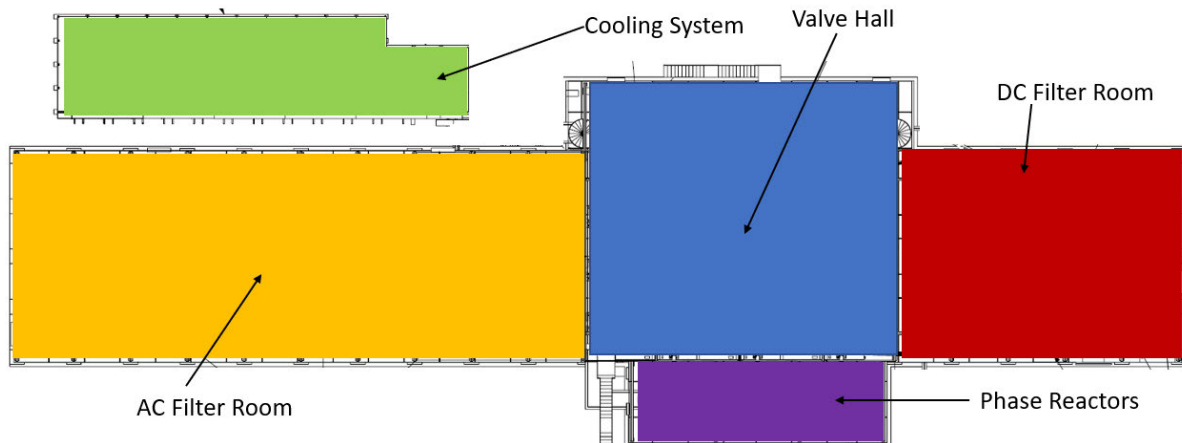 Cooling System
Valve Hall
DC Filter Room
AC Filter Room
Phase Reactors